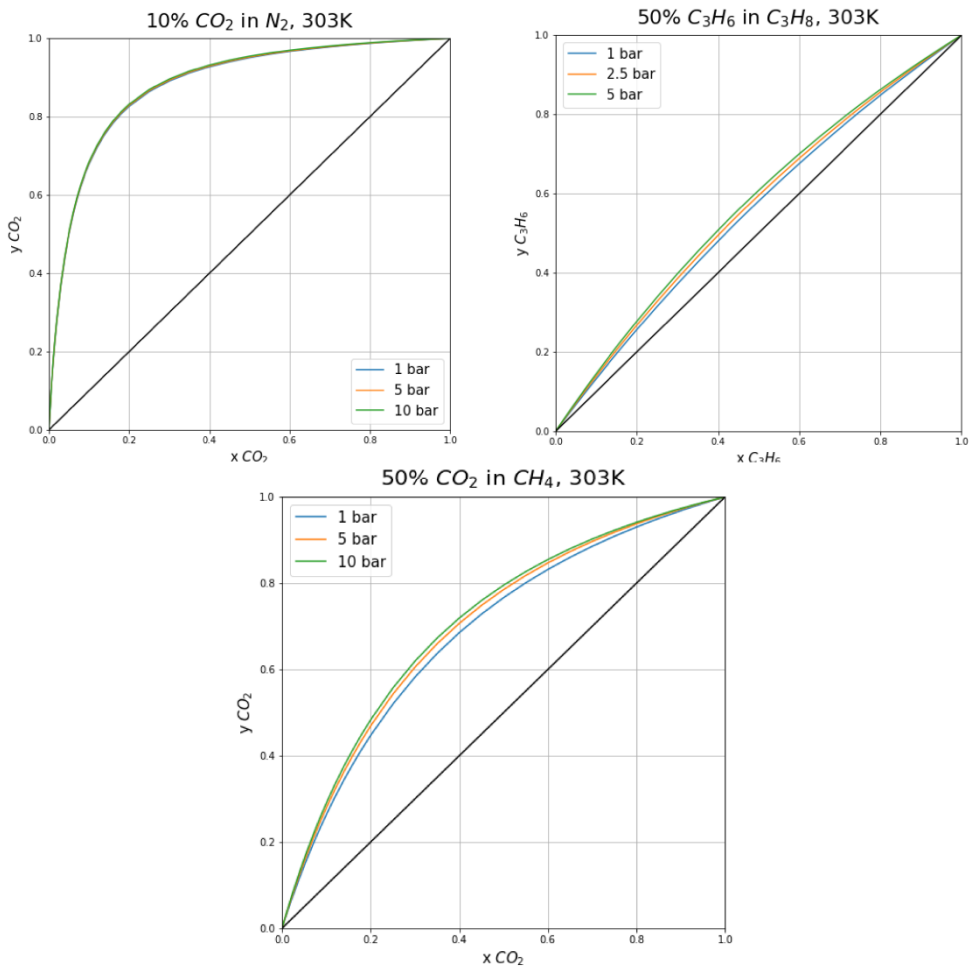 10% CO₂ in N₂, 303K
1.0
0.8
0.6
0.4
0.2
0.0
y CO₂
1 bar
5 bar
10 bar
0.0 0.2 0.4 0.6 0.8 1.0
x CO₂
50% C₃H₆ in C₃H₈, 303K
1 bar
2.5 bar
5 bar
1.0
0.8
0.6
0.4
0.2
0.0
y C₃H₆
0.0 0.2 0.4 0.6 0.8 1.0
x C₃H₆
50% CO₂ in CH₄, 303K
1 bar
5 bar
10 bar
1.0
0.8
0.6
0.4
0.2
0.0
y CO₂
0.0 0.2 0.4 0.6 0.8 1.0
x CO₂